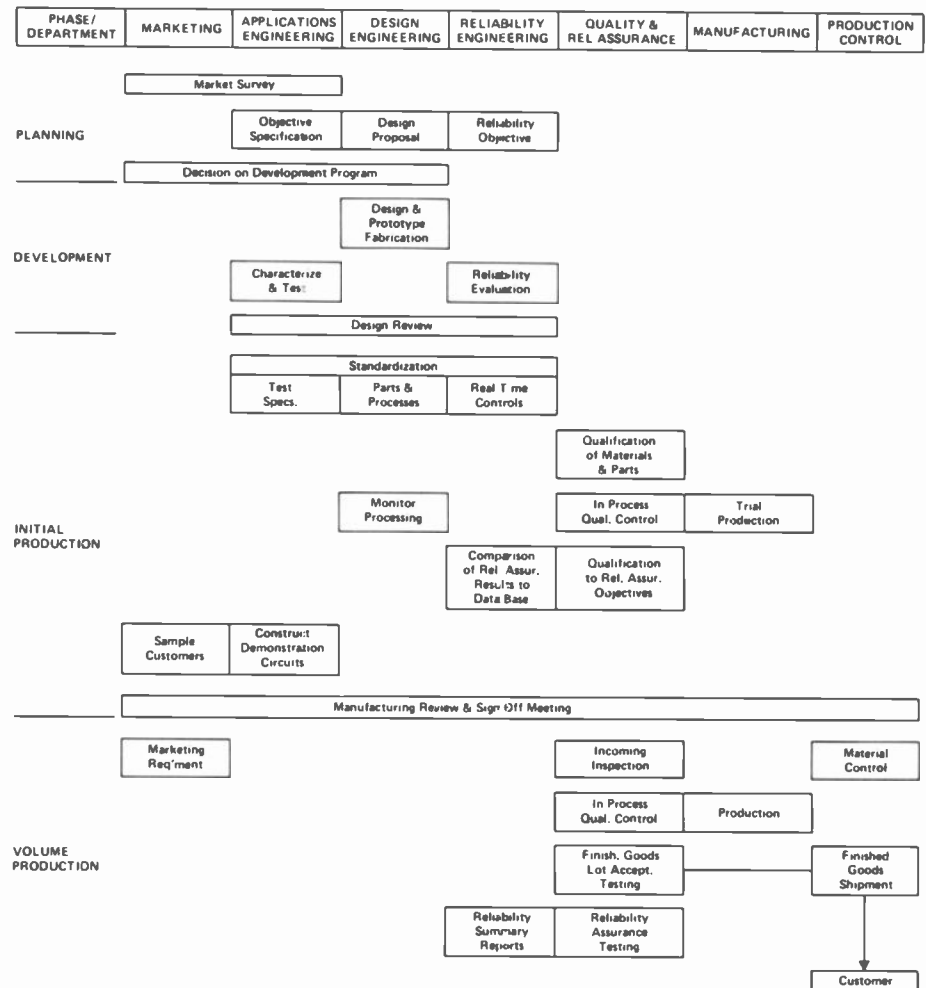 PHASE/
DEPARTMENT
MARKETING
APPLICATIONS
ENGINEERING
DESIGN
ENGINEERING
RELIABILITY
ENGINEERING
QUALITY &
REL ASSURANCE
MANUFACTURING
PRODUCTION
CONTROL
Market Survey
PLANNING
Objective
Specification
Design
Proposal
Reliability
Objective
Decision on Development Program
Design &
Prototype
Fabrication
DEVELOPMENT
Characterize
& Test
Reliability
Evaluation
Design Review
Standardization
Test
Specs.
Parts &
Processes
Real Time
Controls
Qualification
of Materials
& Parts
INITIAL
PRODUCTION
Monitor
Processing
In Process
Qual. Control
Trial
Production
Comparison
of Rel. Assur.
Results to
Data Base
Qualification
to Rel. Assur.
Objectives
Sample
Customers
Construct
Demonstration
Circuits
Manufacturing Review & Sign Off Meeting
Marketing
Req'ment
Incoming
Inspection
Material
Control
In Process
Qual. Control
Production
VOLUME
PRODUCTION
Finish. Goods
Lot Accept.
Testing
Finished
Goods
Shipment
Reliability
Summary
Reports
Reliability
Assurance
Testing
Customer